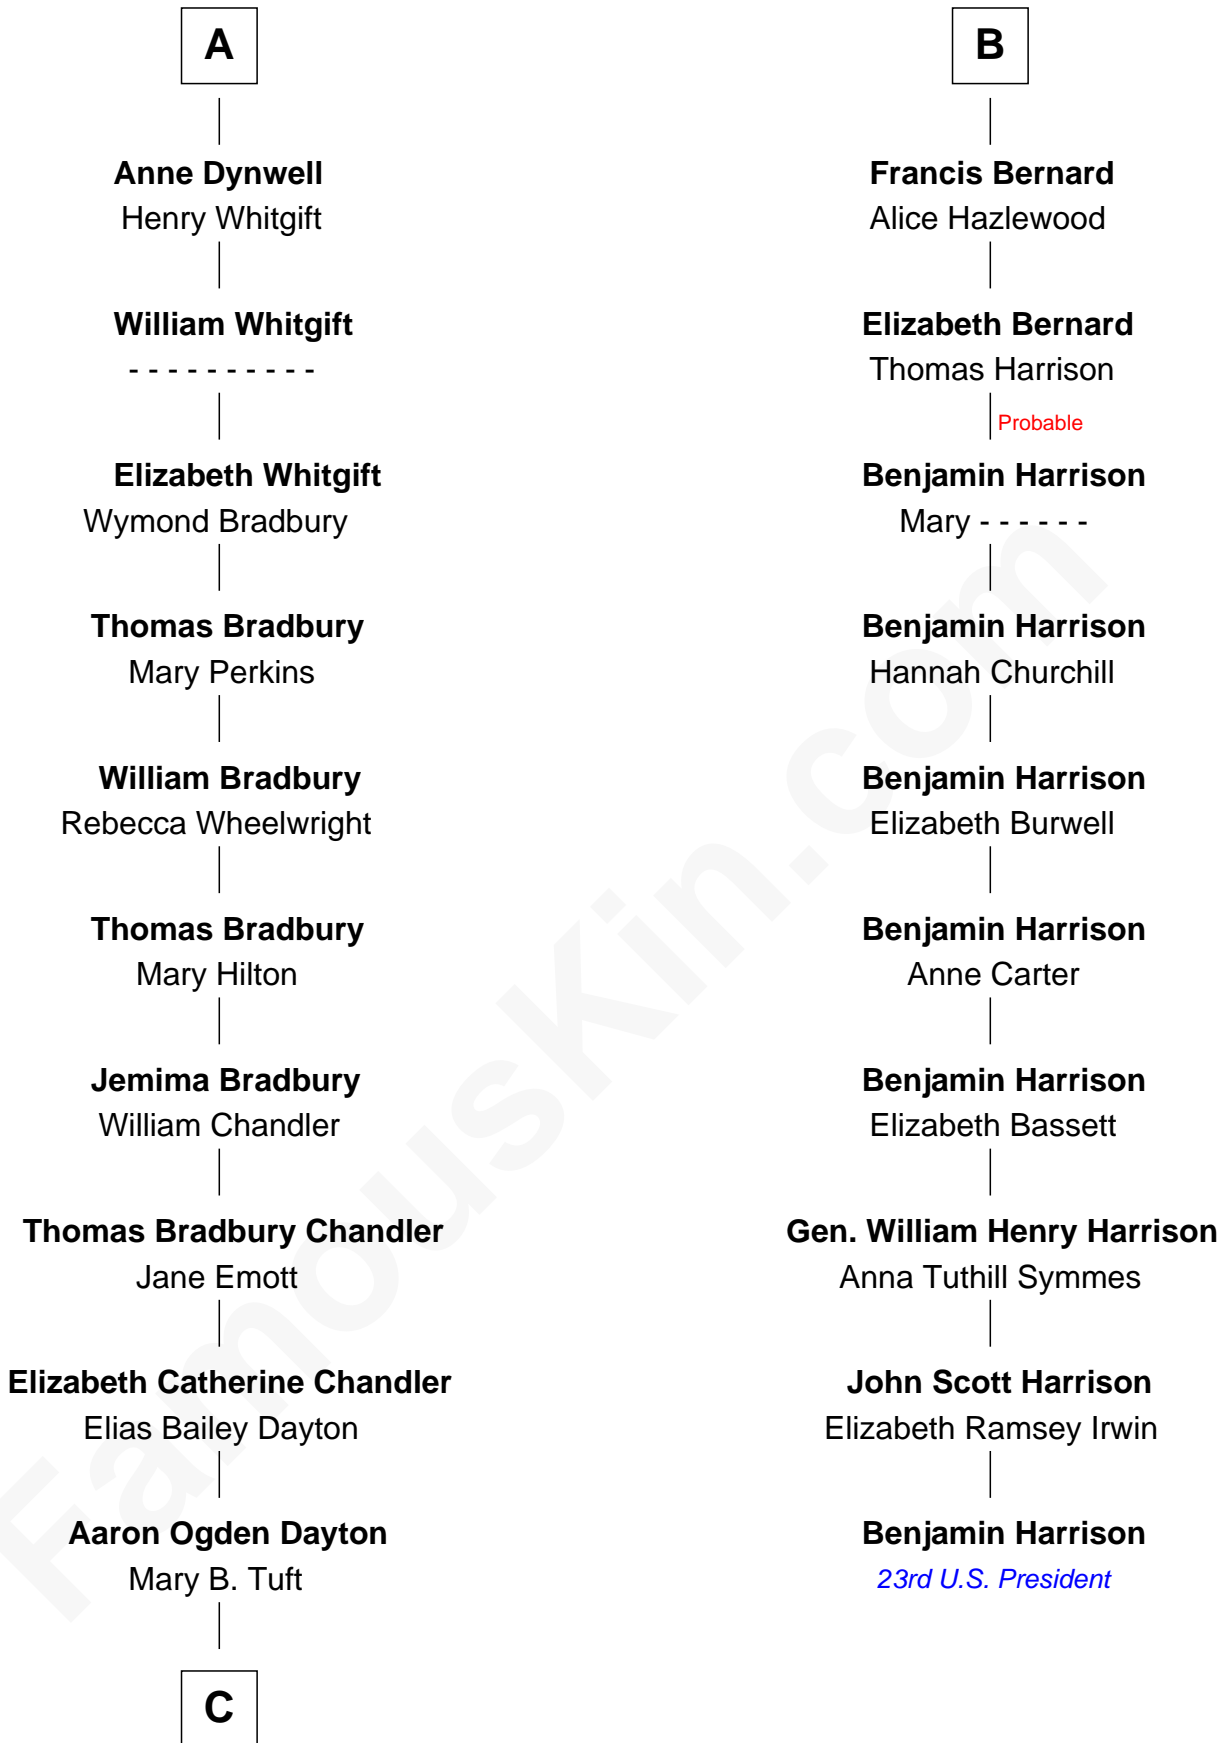 A
Anne Dynwell
Henry Whitgift
William Whitgift
- - - - - - - - - -
Elizabeth Whitgift
Wymond Bradbury
Thomas Bradbury
Mary Perkins
William Bradbury
Rebecca Wheelwright
Thomas Bradbury
Mary Hilton
Jemima Bradbury
William Chandler
Thomas Bradbury Chandler
Jane Emott
Elizabeth Catherine Chandler
Elias Bailey Dayton
Aaron Ogden Dayton
Mary B. Tuft
C
B
Francis Bernard
Alice Hazlewood
Elizabeth Bernard
Thomas Harrison
Probable
Benjamin Harrison
Mary - - - - - -
Benjamin Harrison
Hannah Churchill
Benjamin Harrison
Elizabeth Burwell
Benjamin Harrison
Anne Carter
Benjamin Harrison
Elizabeth Bassett
Gen. William Henry Harrison
Anna Tuthill Symmes
John Scott Harrison
Elizabeth Ramsey Irwin
Benjamin Harrison
23rd U.S. President
FamousKin.com